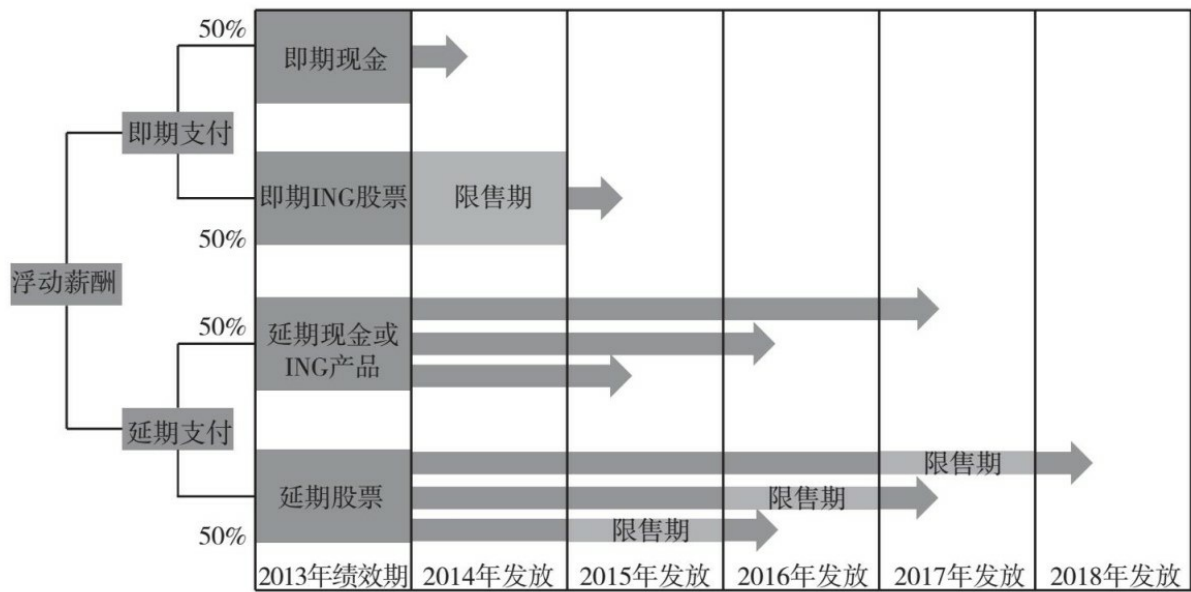 50%
即期现金
即期支付
即期ING股票
限售期
50%
浮动薪酬
50%
延期现金或
ING产品
延期支付
限售期
延期股票
限售期
限售期
50%
2013年绩效期
2014年发放
2015年发放
2016年发放
2017年发放
2018年发放